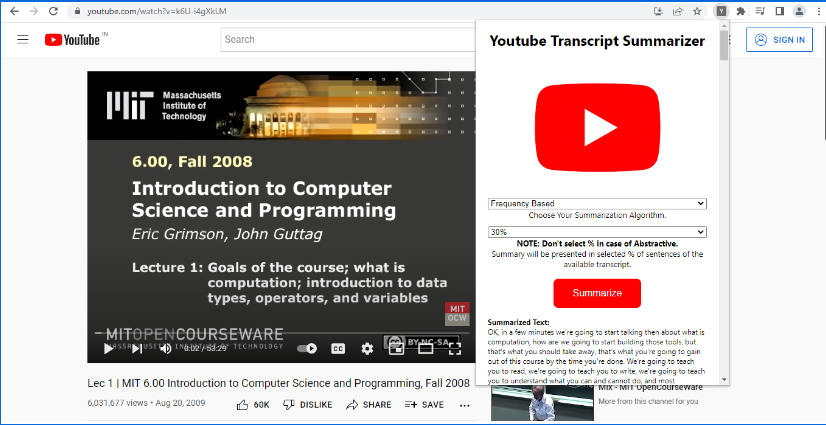 youtube.com/watch?v=k6U-i4gXkLM
YouTube IN
Search
SIGN IN
Massachusetts
Institute of
Technology
6.00, Fall 2008
Introduction to Computer
Science and Programming
Eric Grimson, John Guttag
Lecture 1: Goals of the course; what is
computation; introduction to data
types, operators, and variables
MIT
OCW
MITOPENCOURSEWARE
MASSACHUSETTS INSTITUTE OF TECHNOLOGY
BY-NC-SA
0:02 / 53:29
CC
Lec 1 | MIT 6.00 Introduction to Computer Science and Programming, Fall 2008
6,031,677 views • Aug 20, 2009
60K
DISLIKE
SHARE
SAVE
Youtube Transcript Summarizer
Frequency Based
Choose Your Summarization Algorithm.
30%
NOTE: Don't select % in case of Abstractive.
Summary will be presented in selected % of sentences of the
available transcript.
Summarize
Summarized Text:
OK, in a few minutes we're going to start talking then about what is
computation, how are we going to start building those tools, but
that's what you should take away, that's what you're going to gain
out of this course by the time you're done. We're going to teach
you to read, we're going to teach you to write, we're going to teach
you to understand what you can and cannot do, and most
Mix - MIT OpenCourseWare
More from this channel for you